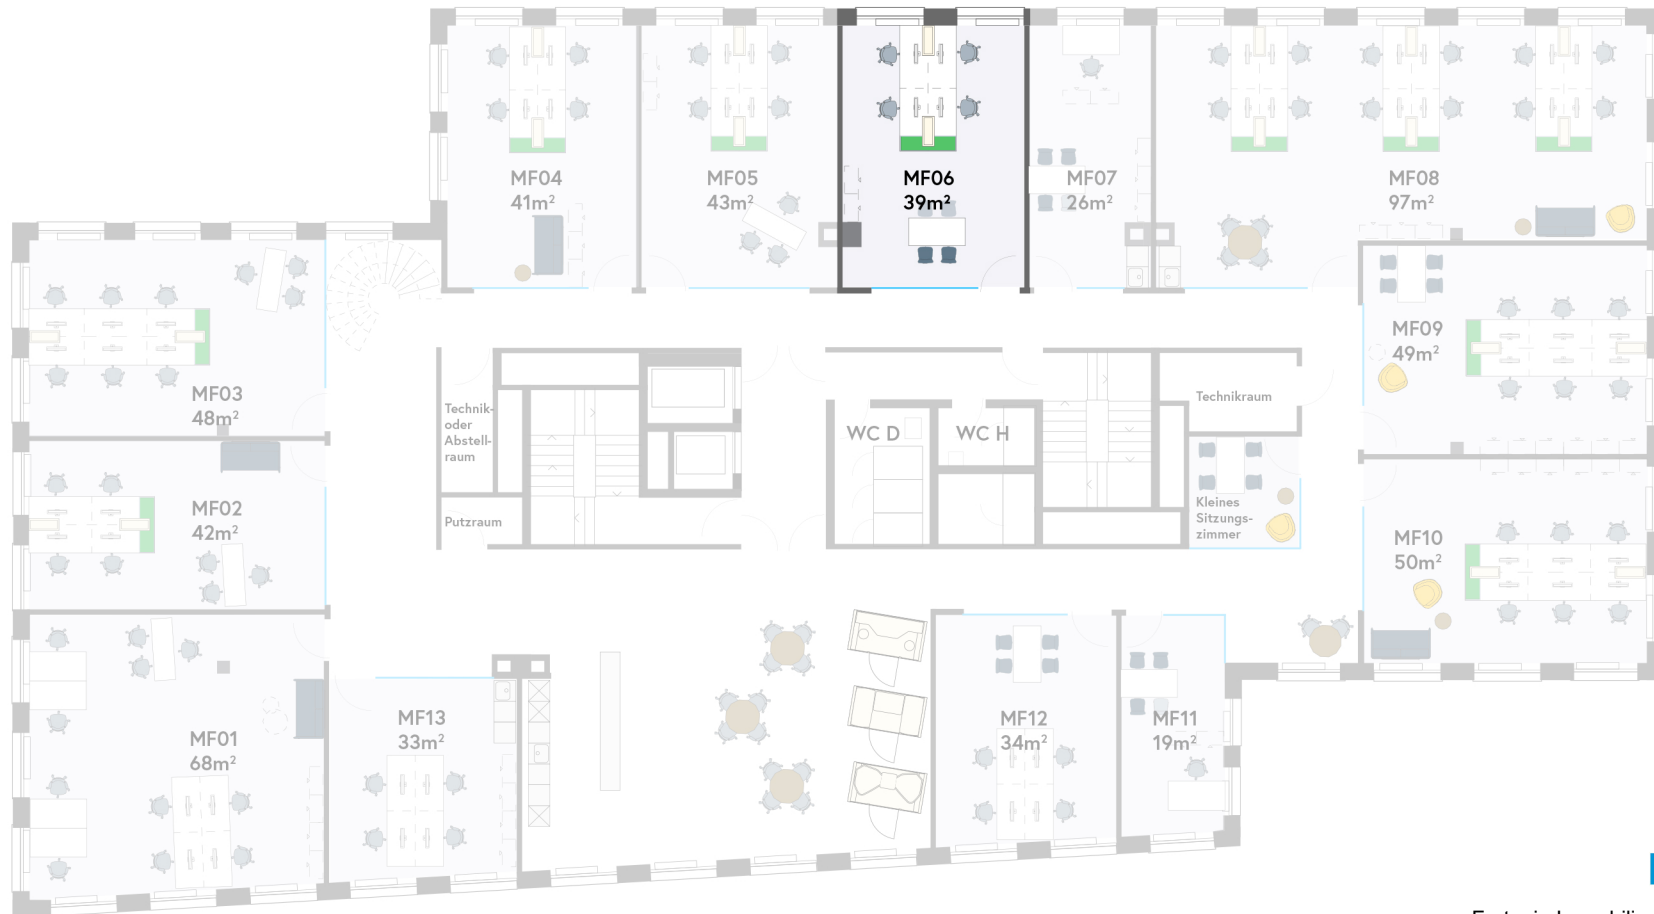 MF04
41m²
MF05
43m²
MF06
39m²
MF07
26m²
MF08
97m²
MF03
48m²
MF09
49m²
Technik-
oder
Abstell-
raum
WC D
WC H
Technikraum
MF02
42m²
Putzraum
Kleines
Sitzungs-
zimmer
MF10
50m²
MF01
68m²
MF13
33m²
MF12
34m²
MF11
19m²